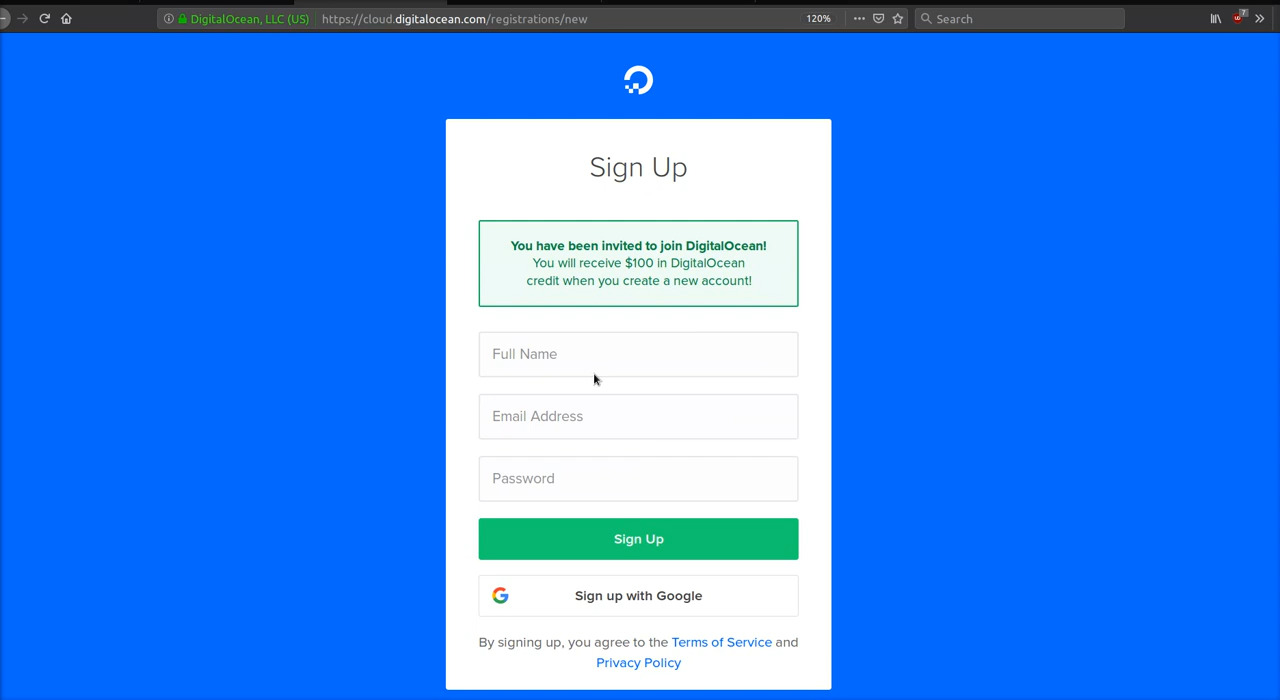 DigitalOcean, LLC (US) https://cloud.digitalocean.com/registrations/new 120% Search 7
Sign Up
You have been invited to join DigitalOcean!
You will receive $100 in DigitalOcean
credit when you create a new account!
Full Name
Email Address
Password
Sign Up
Sign up with Google
By signing up, you agree to the Terms of Service and
Privacy Policy